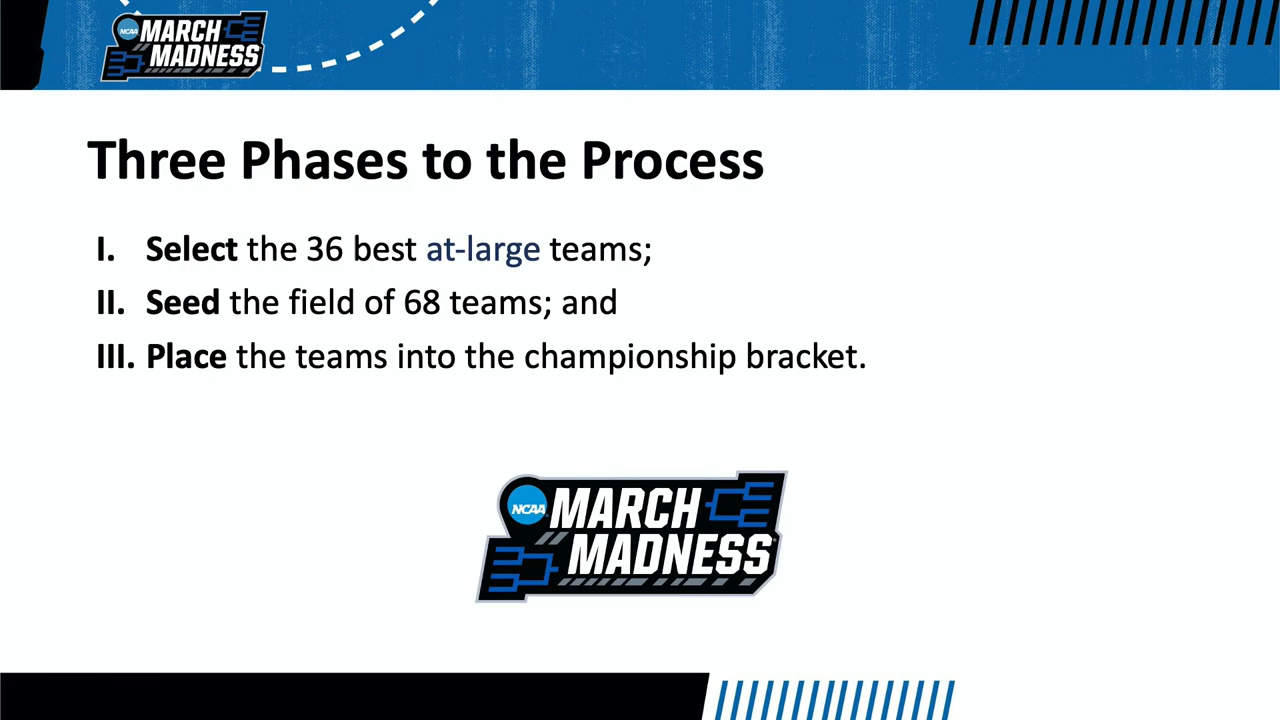 NCAA MARCH
MADNESS
Three Phases to the Process
I. Select the 36 best at-large teams;
II. Seed the field of 68 teams; and
III. Place the teams into the championship bracket.
NCAA MARCH
MADNESS